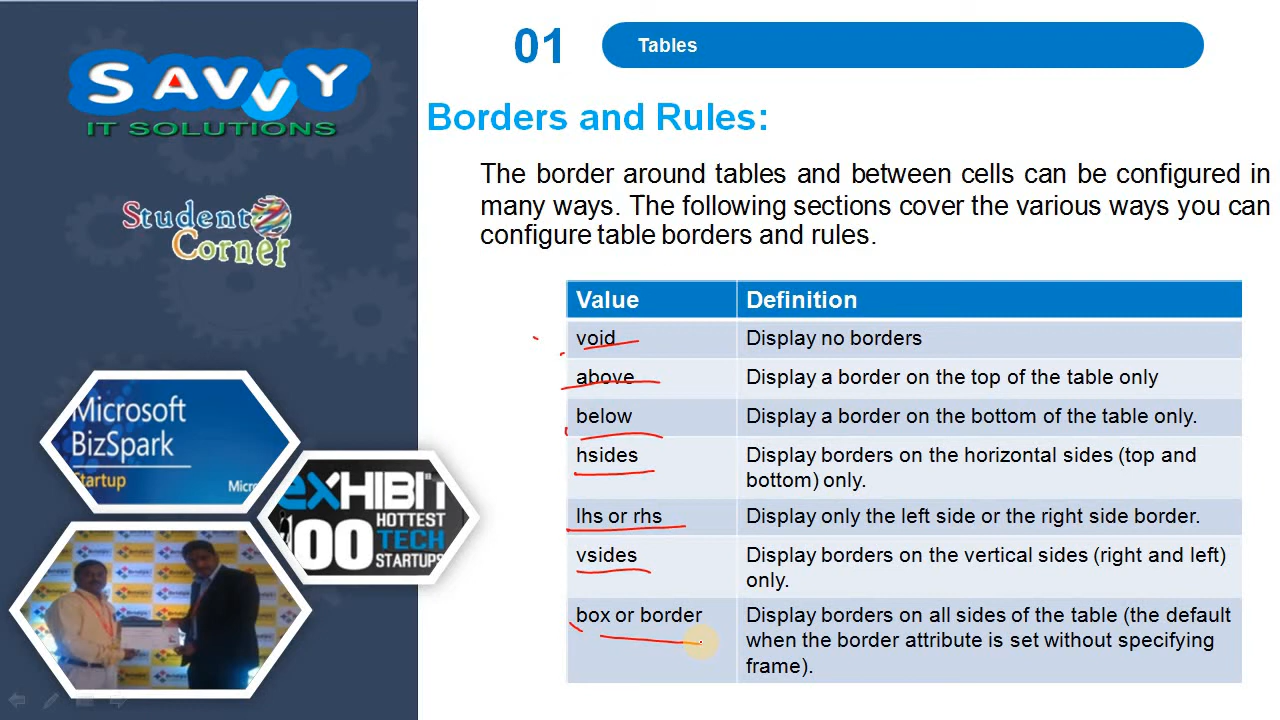 SAVVY
IT SOLUTIONS
Student
Corner
Microsoft
BizSpark
Startup
Micr
EXHIBIT
100 HOTTEST
TECH
STARTUPS
01
Tables
Borders and Rules:
The border around tables and between cells can be configured in
many ways. The following sections cover the various ways you can
configure table borders and rules.
Value Definition
void Display no borders
above Display a border on the top of the table only
below Display a border on the bottom of the table only.
hsides Display borders on the horizontal sides (top and
bottom) only.
lhs or rhs Display only the left side or the right side border.
vsides Display borders on the vertical sides (right and left)
only.
box or border Display borders on all sides of the table (the default
when the border attribute is set without specifying
frame).